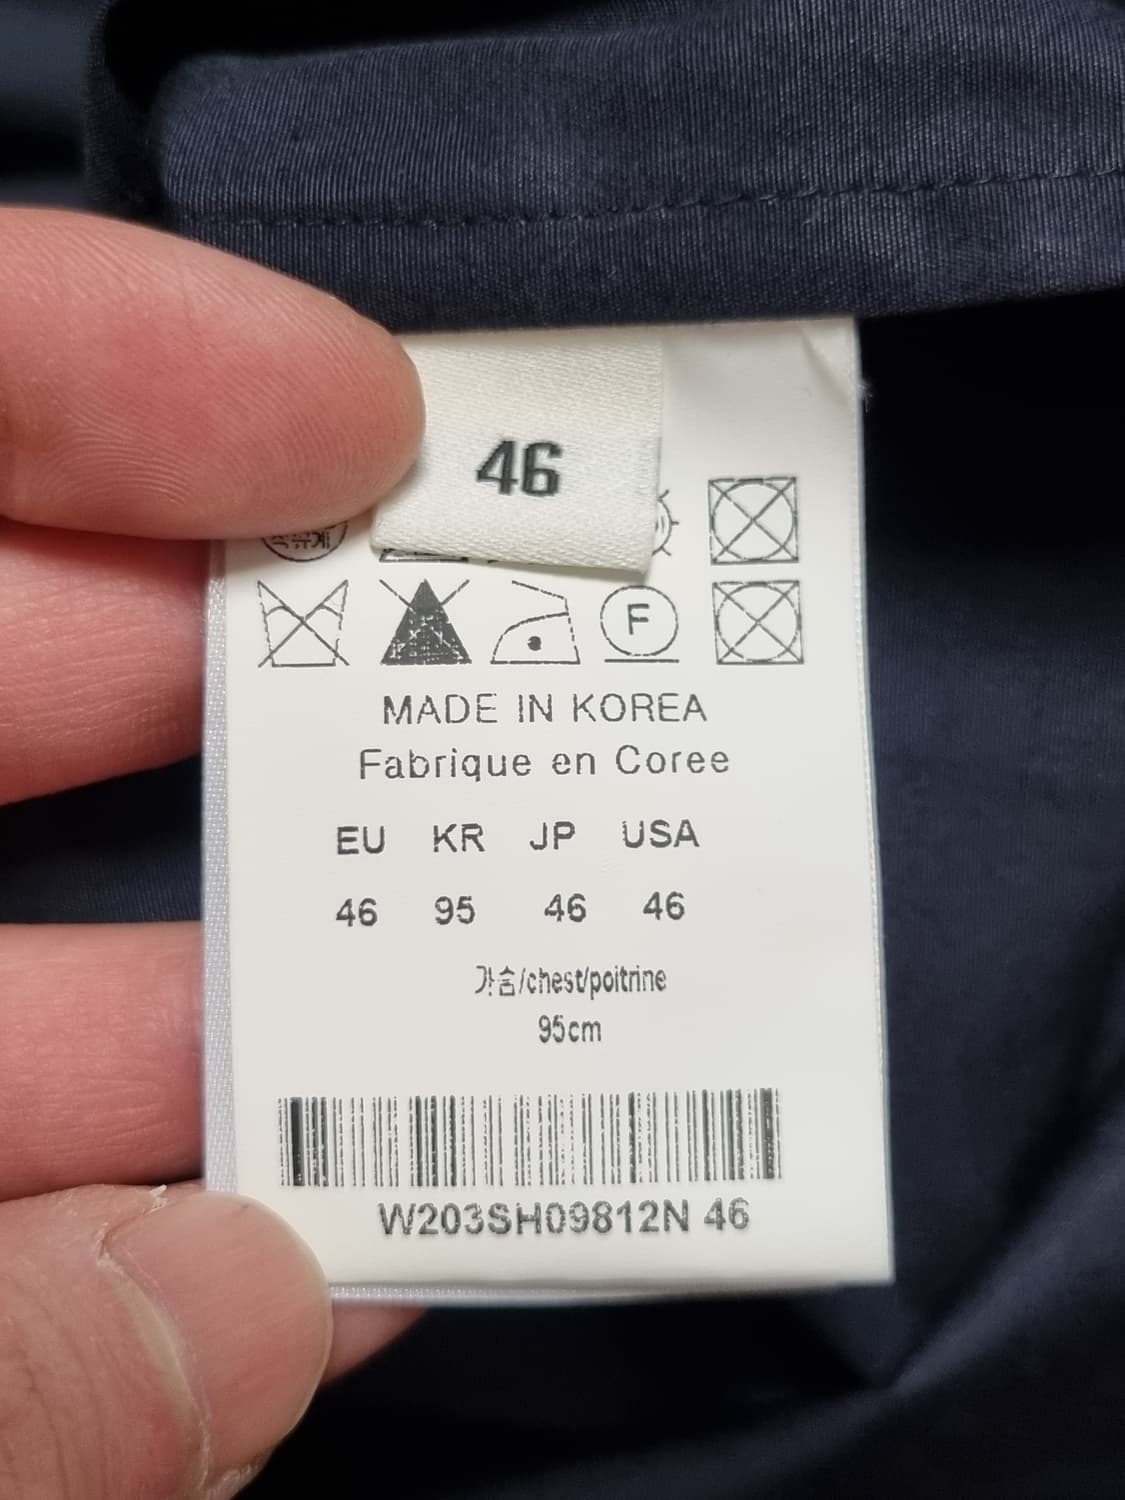 46
F
MADE IN KOREA
Fabrique en Coree
EU KR JP USA
46 95 46 46
가슴/chest/poitrine
95cm
W203SH09812N 46